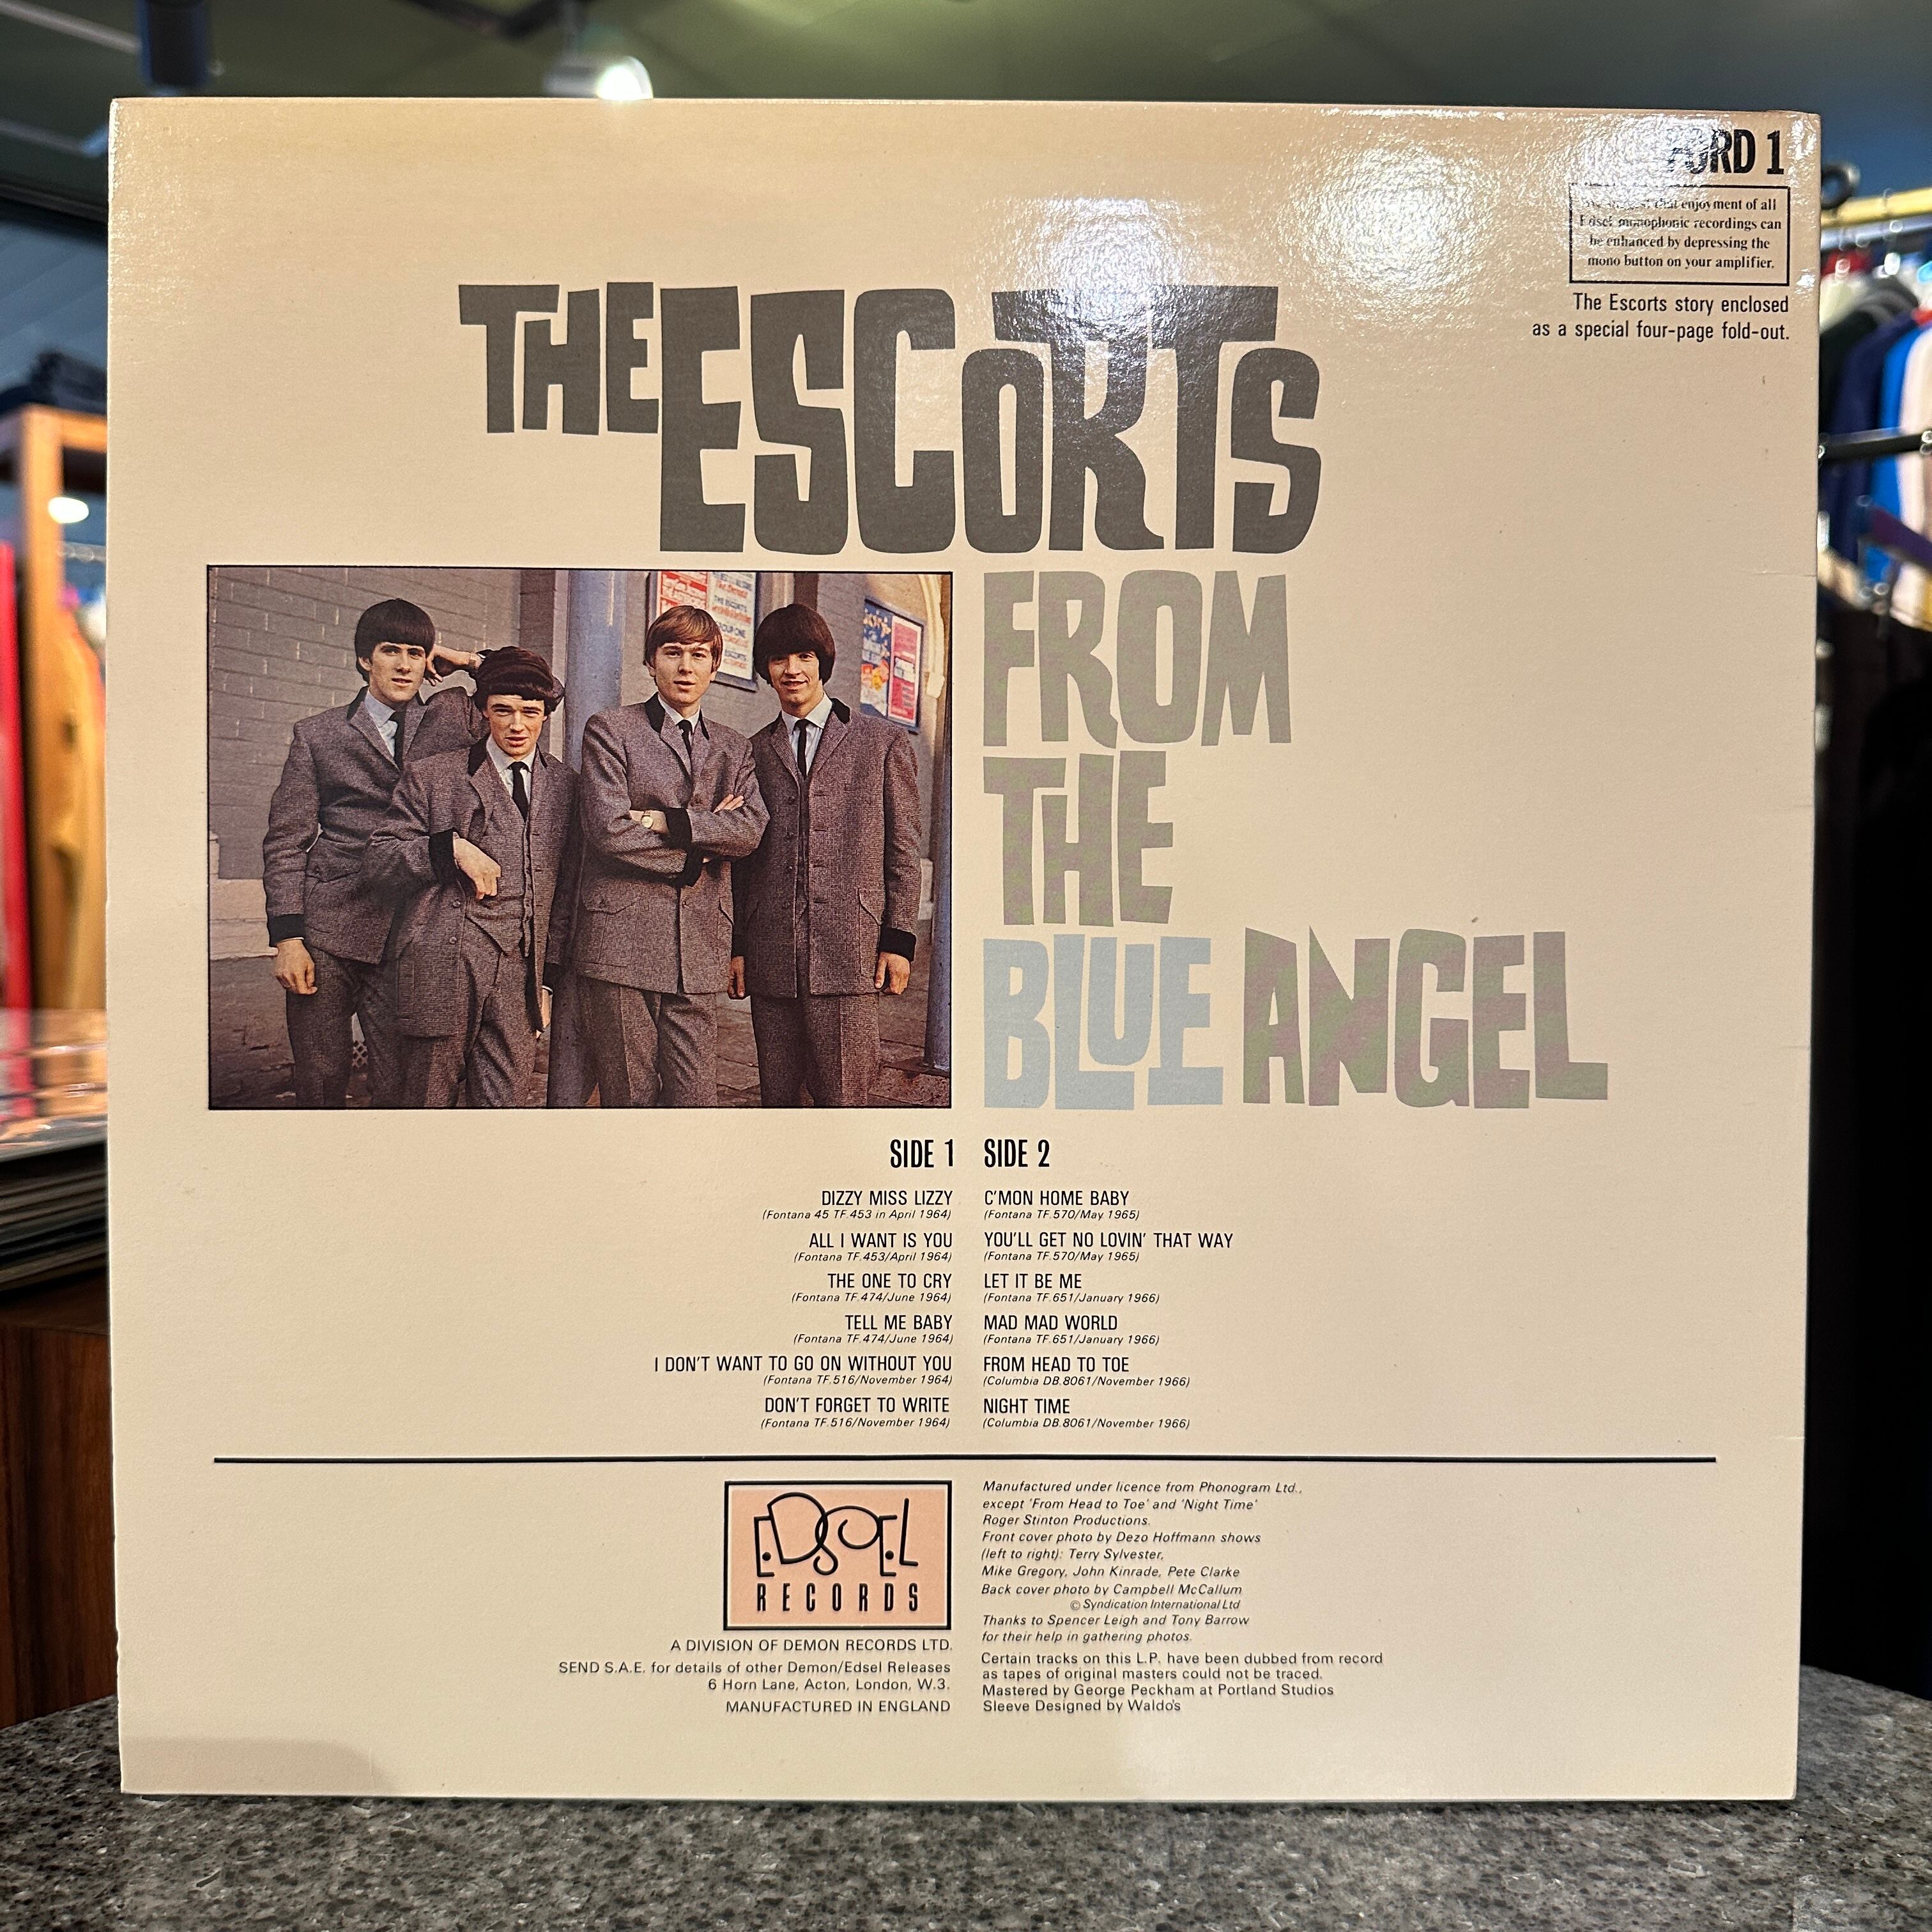 FORD 1
that enjoyment of all
Edsel monophonic recordings can
be enhanced by depressing the
mono button on your amplifier.
The Escorts story enclosed
as a special four-page fold-out.
THE ESCORTS
FROM
THE
BLUE ANGEL
SIDE 1
DIZZY MISS LIZZY
(Fontana 45 TF.453 in April 1964)
ALL I WANT IS YOU
(Fontana TF.453/April 1964)
THE ONE TO CRY
(Fontana TF.474/June 1964)
TELL ME BABY
(Fontana TF.474/June 1964)
I DON'T WANT TO GO ON WITHOUT YOU
(Fontana TF.516/November 1964)
DON'T FORGET TO WRITE
(Fontana TF.516/November 1964)
SIDE 2
C'MON HOME BABY
(Fontana TF.570/May 1965)
YOU'LL GET NO LOVIN' THAT WAY
(Fontana TF.570/May 1965)
LET IT BE ME
(Fontana TF.651/January 1966)
MAD MAD WORLD
(Fontana TF.651/January 1966)
FROM HEAD TO TOE
(Columbia DB.8061/November 1966)
NIGHT TIME
(Columbia DB.8061/November 1966)
EDSEL
RECORDS
A DIVISION OF DEMON RECORDS LTD.
SEND S.A.E. for details of other Demon/Edsel Releases
6 Horn Lane, Acton, London, W.3.
MANUFACTURED IN ENGLAND
Manufactured under licence from Phonogram Ltd.,
except 'From Head to Toe' and 'Night Time'
Roger Stinton Productions.
Front cover photo by Dezo Hoffmann shows
(left to right): Terry Sylvester,
Mike Gregory, John Kinrade, Pete Clarke
Back cover photo by Campbell McCallum
© Syndication International Ltd
Thanks to Spencer Leigh and Tony Barrow
for their help in gathering photos.
Certain tracks on this L.P. have been dubbed from record
as tapes of original masters could not be traced.
Mastered by George Peckham at Portland Studios
Sleeve Designed by Waldo's